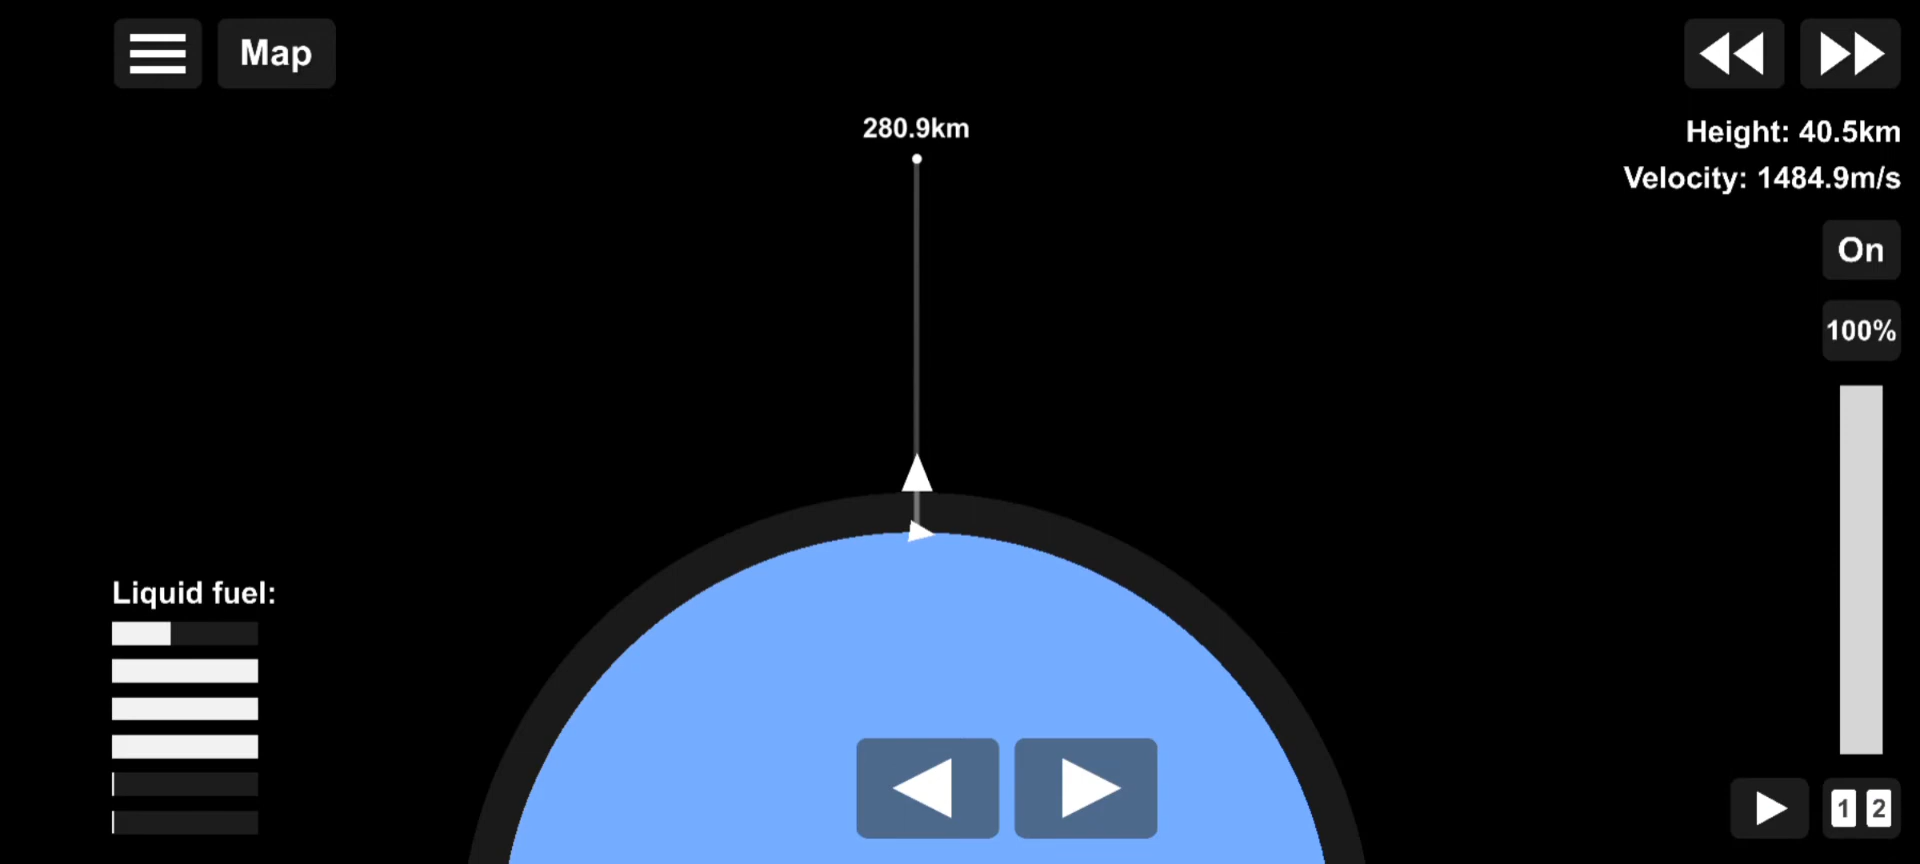 Map
280.9km
Height: 40.5km
Velocity: 1484.9m/s
On
100%
Liquid fuel:
1 2